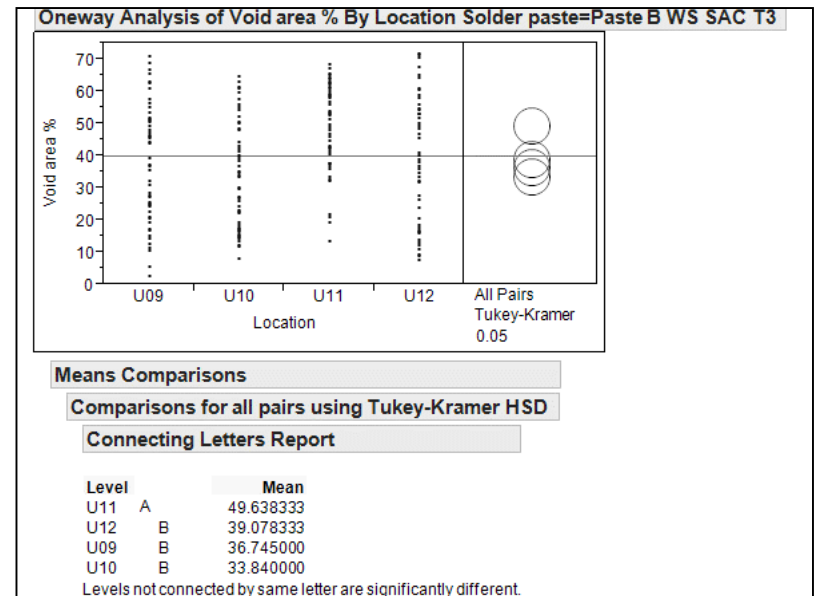 Oneway Analysis of Void area % By Location Solder paste=Paste B WS SAC T3
70
60
50
40
30
20
10
0
Void area %
U09 U10 U11 U12
Location
All Pairs
Tukey-Kramer
0.05
Means Comparisons
Comparisons for all pairs using Tukey-Kramer HSD
Connecting Letters Report
Level Mean
U11 A 49.638333
U12 B 39.078333
U09 B 36.745000
U10 B 33.840000
Levels not connected by same letter are significantly different.